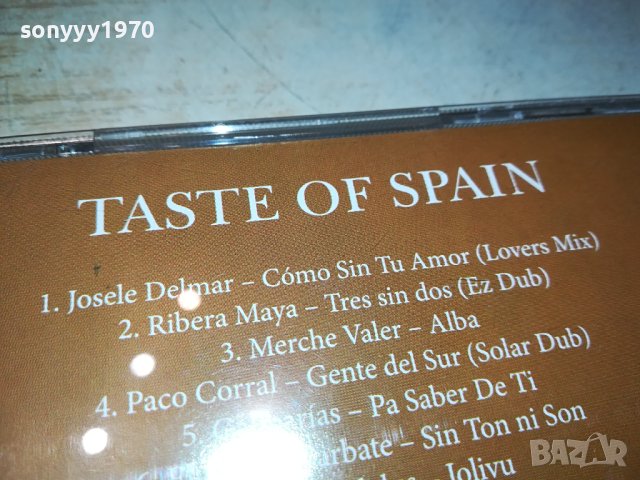 sonyyy1970
TASTE OF SPAIN
1. Josele Delmar – Cómo Sin Tu Amor (Lovers Mix)
2. Ribera Maya – Tres sin dos (Ez Dub)
3. Merche Valer – Alba
4. Paco Corral – Gente del Sur (Solar Dub)
5. – Pa Saber De Ti
– Sin Ton ni Son
– Jolivu
BAZAR